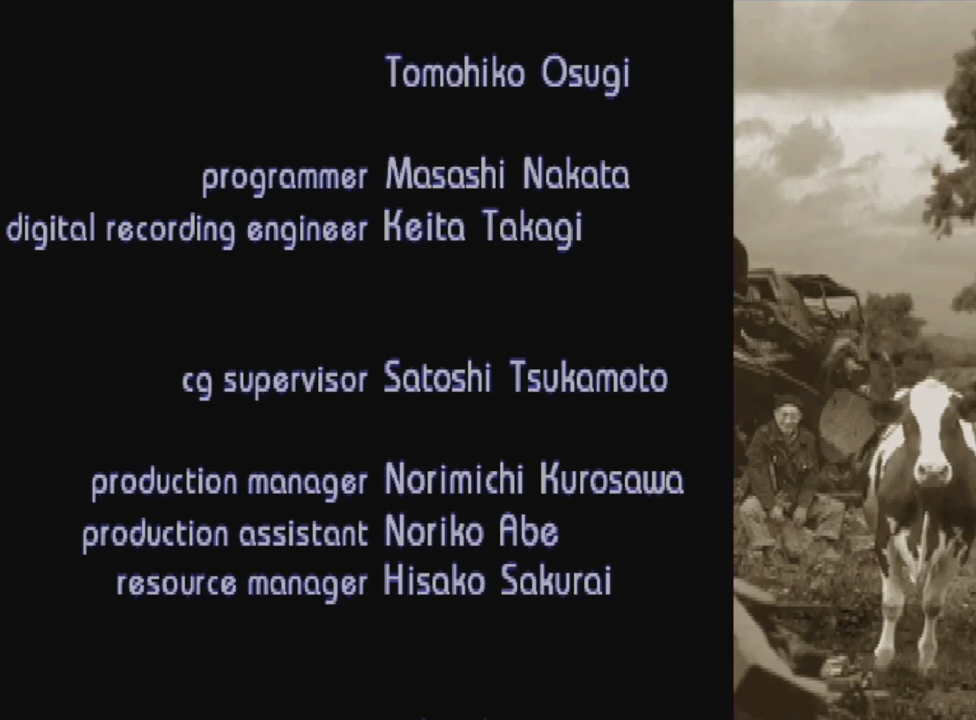 Tomohiko Osugi
programmer Masashi Nakata
digital recording engineer Keita Takagi
cg supervisor Satoshi Tsukamoto
production manager Norimichi Kurosawa
production assistant Noriko Abe
resource manager Hisako Sakurai